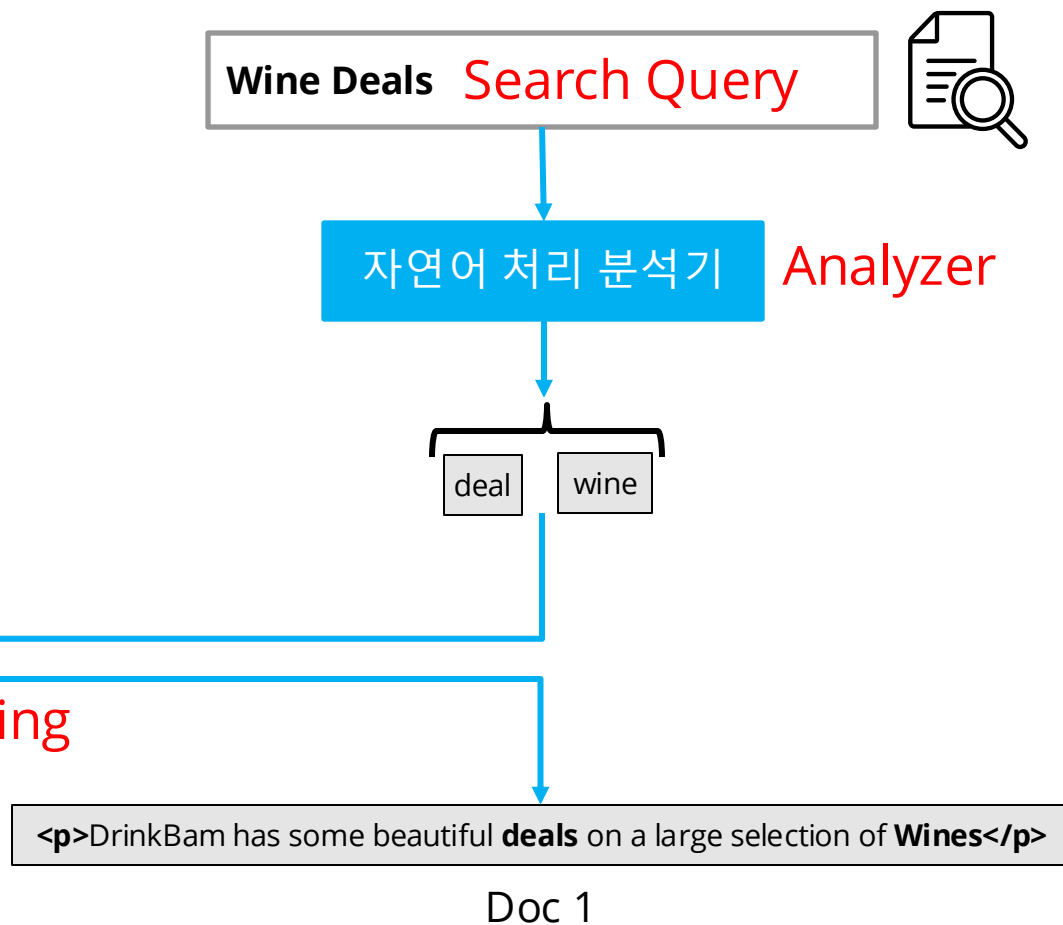 Wine Deals Search Query
자연어 처리 분석기 Analyzer
deal wine
ing
<p>DrinkBam has some beautiful deals on a large selection of Wines</p>
Doc 1